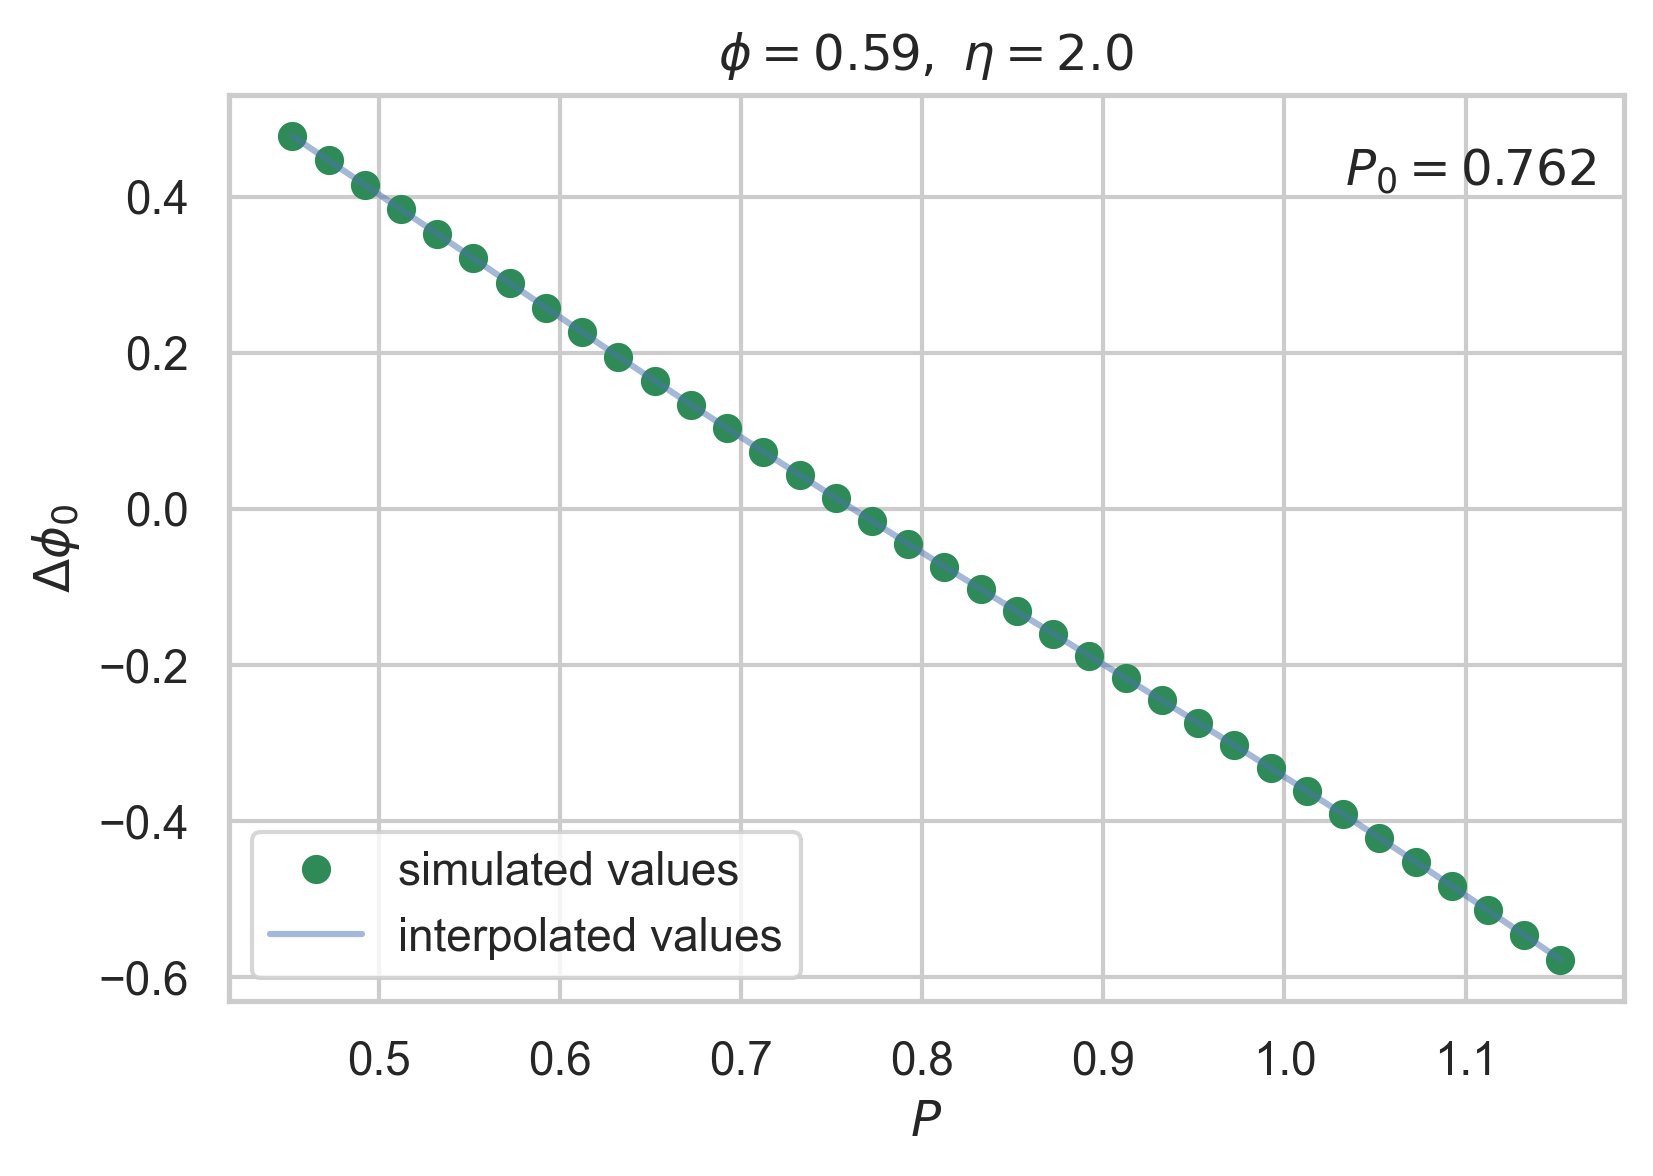 ϕ = 0.59, η = 2.0
P₀ = 0.762
0.4
0.2
0.0
−0.2
−0.4
−0.6
Δϕ₀
simulated values
interpolated values
0.5 0.6 0.7 0.8 0.9 1.0 1.1
P